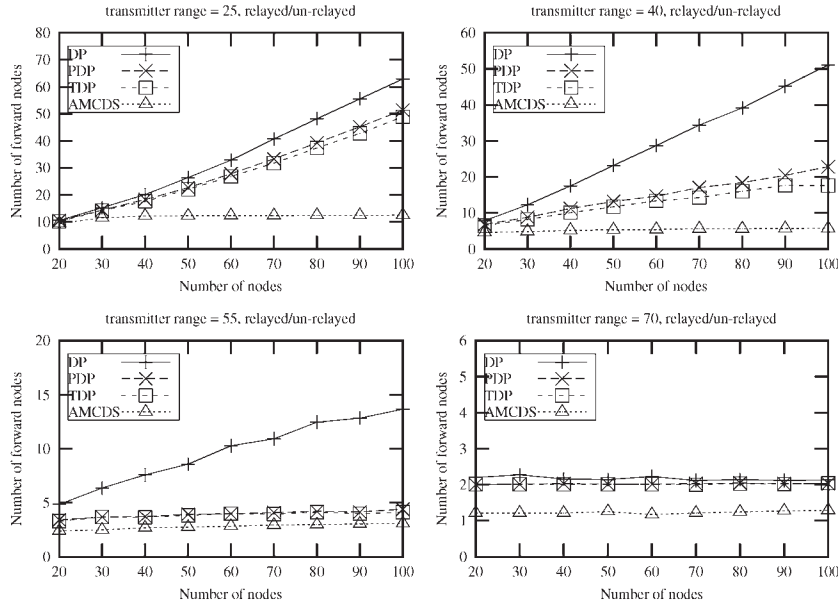 transmitter range = 25, relayed/un-relayed
80
70
60
50
40
30
20
10
0
Number of forward nodes
DP
PDP
TDP
AMCDS
20 30 40 50 60 70 80 90 100
Number of nodes
transmitter range = 40, relayed/un-relayed
60
50
40
30
20
10
0
Number of forward nodes
DP
PDP
TDP
AMCDS
20 30 40 50 60 70 80 90 100
Number of nodes
transmitter range = 55, relayed/un-relayed
20
15
10
5
0
Number of forward nodes
DP
PDP
TDP
AMCDS
20 30 40 50 60 70 80 90 100
Number of nodes
transmitter range = 70, relayed/un-relayed
6
5
4
3
2
1
0
Number of forward nodes
DP
PDP
TDP
AMCDS
20 30 40 50 60 70 80 90 100
Number of nodes